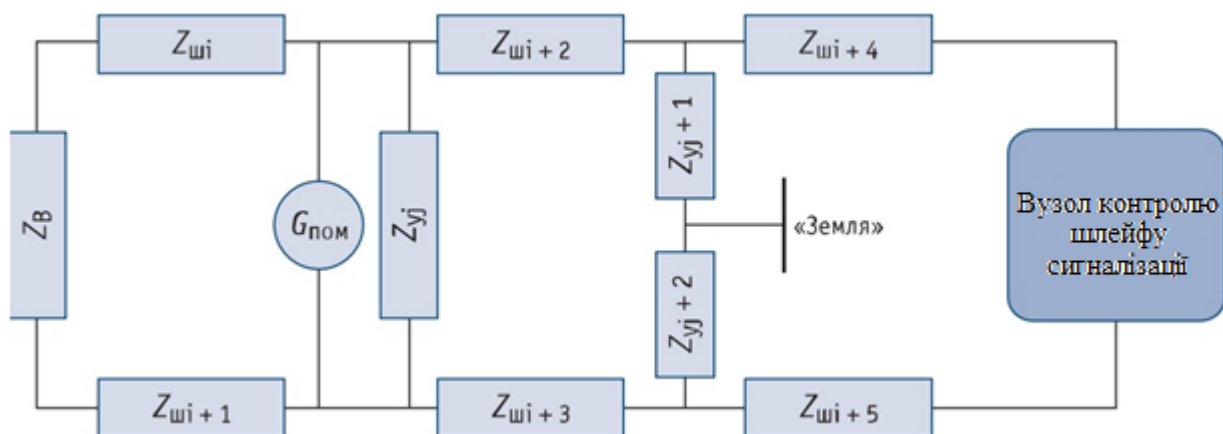 Zшi
Zшi + 2
Zшi + 4
ZВ
Gпом
Zуj
Zуj + 1
Zуj + 2
«Земля»
Вузол контролю
шлейфу
сигналізації
Zшi + 1
Zшi + 3
Zшi + 5